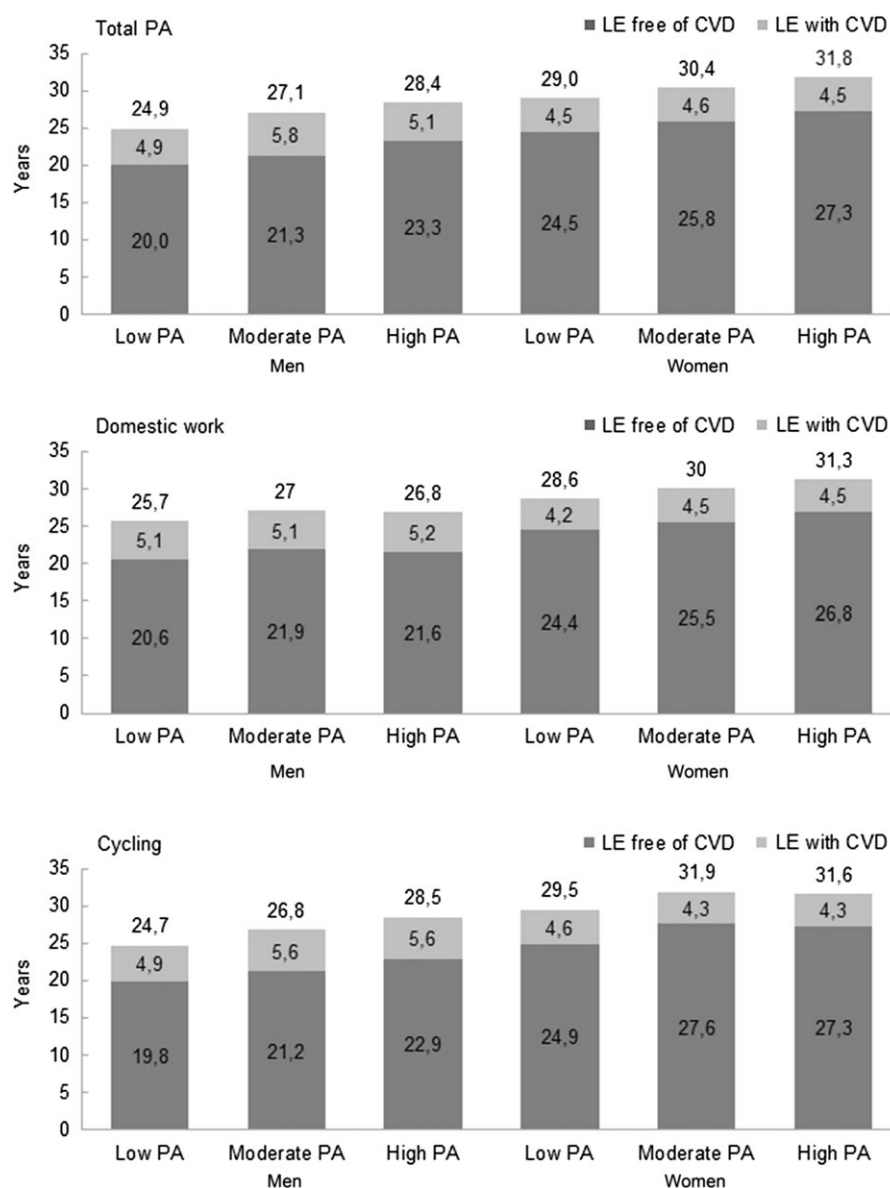 Total PA
■ LE free of CVD ■ LE with CVD
35
30
25
20
15
10
5
0
Years
24,9 27,1 28,4 29,0 30,4 31,8
4,9 5,8 5,1 4,5 4,6 4,5
20,0 21,3 23,3 24,5 25,8 27,3
Low PA Moderate PA High PA Low PA Moderate PA High PA
Men Women
Domestic work
■ LE free of CVD ■ LE with CVD
35
30
25
20
15
10
5
0
Years
25,7 27 26,8 28,6 30 31,3
5,1 5,1 5,2 4,2 4,5 4,5
20,6 21,9 21,6 24,4 25,5 26,8
Low PA Moderate PA High PA Low PA Moderate PA High PA
Men Women
Cycling
■ LE free of CVD ■ LE with CVD
35
30
25
20
15
10
5
0
Years
24,7 26,8 28,5 29,5 31,9 31,6
4,9 5,6 5,6 4,6 4,3 4,3
19,8 21,2 22,9 24,9 27,6 27,3
Low PA Moderate PA High PA Low PA Moderate PA High PA
Men Women